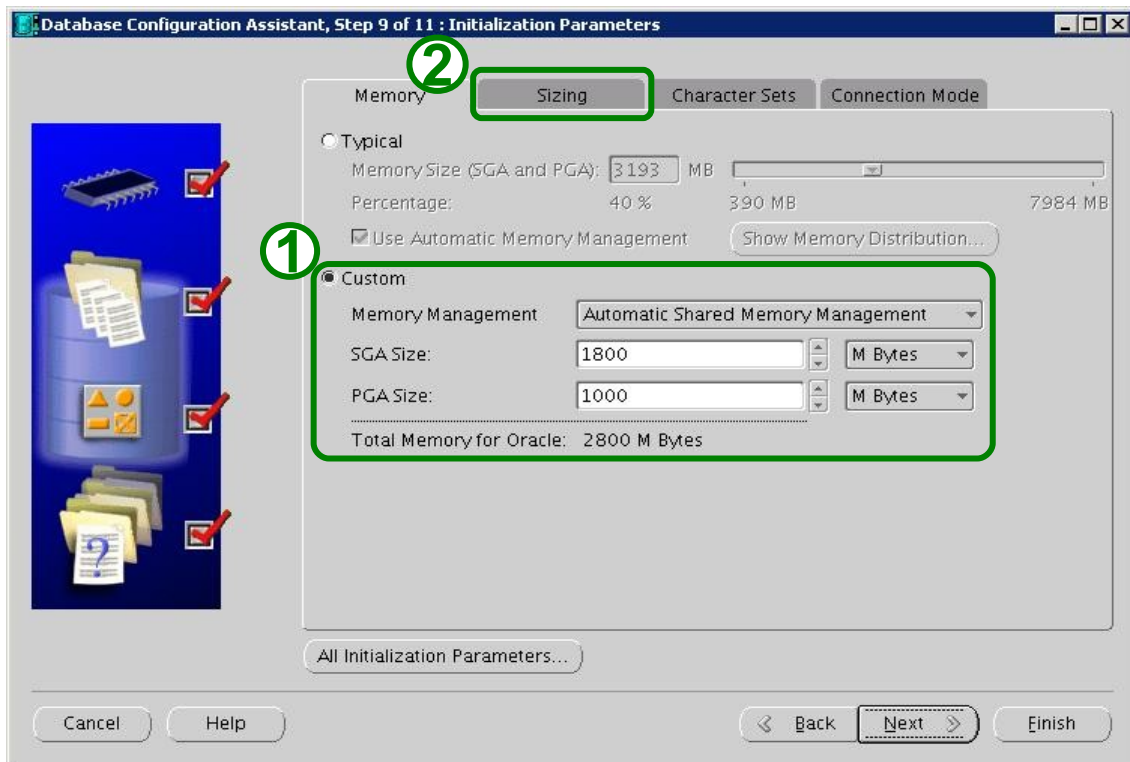 Database Configuration Assistant, Step 9 of 11 : Initialization Parameters
2
Memory Sizing Character Sets Connection Mode
Typical
Memory Size (SGA and PGA): 3193 MB
Percentage: 40 % 390 MB 7984 MB
Use Automatic Memory Management Show Memory Distribution...
1
Custom
Memory Management Automatic Shared Memory Management
SGA Size: 1800 M Bytes
PGA Size: 1000 M Bytes
Total Memory for Oracle: 2800 M Bytes
?
All Initialization Parameters...
Cancel Help Back Next Finish